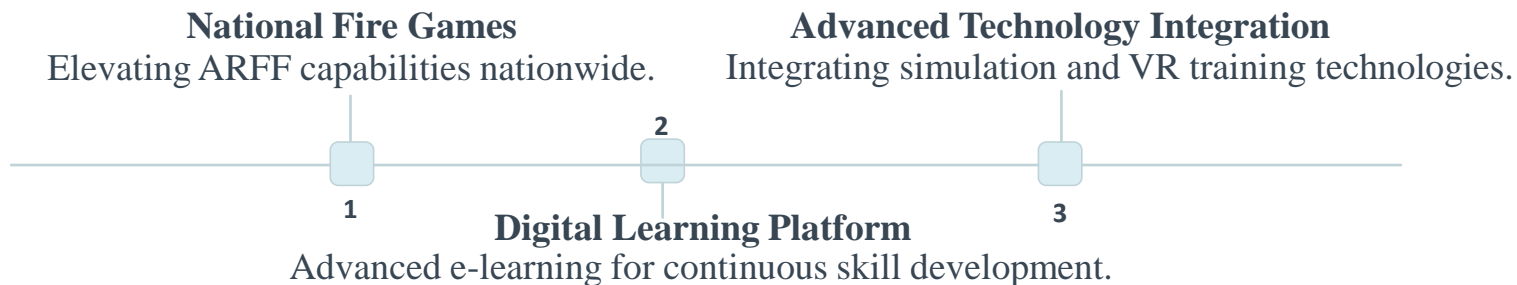 National Fire Games
Elevating ARFF capabilities nationwide.
1
2
Digital Learning Platform
Advanced e-learning for continuous skill development.
Advanced Technology Integration
Integrating simulation and VR training technologies.
3